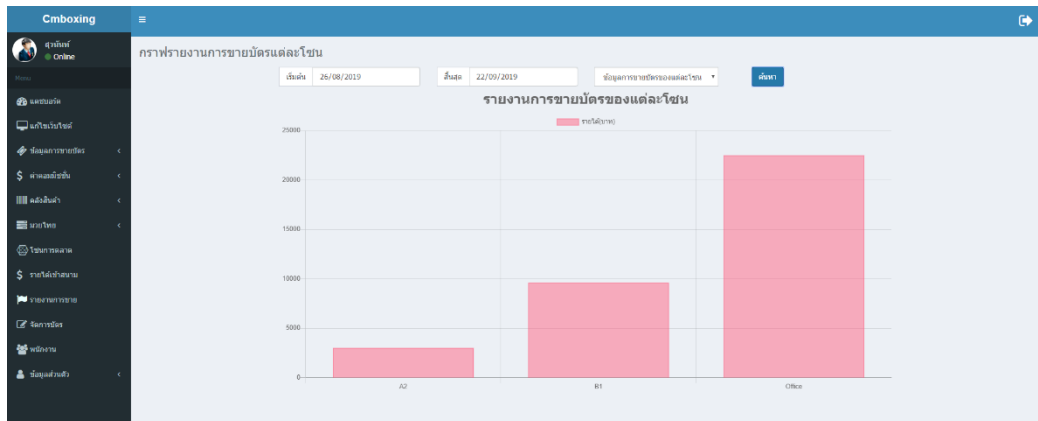 Cmboxing
สุวนันท์
Online
Menu
แดชบอร์ด
แก้ไขเว็บไซต์
ข้อมูลการขายบัตร
ค่าคอมมิชชั่น
คลังสินค้า
มวยไทย
โซนการตลาด
รายได้เข้าสนาม
รายงานการขาย
จัดการบัตร
พนักงาน
ข้อมูลส่วนตัว
กราฟรายงานการขายบัตรแต่ละโซน
เริ่มต้น 26/08/2019 สิ้นสุด 22/09/2019 ข้อมูลการขายบัตรของแต่ละโซน ค้นหา
รายงานการขายบัตรของแต่ละโซน
รายได้(บาท)
25000
20000
15000
10000
5000
0
A2 B1 Office